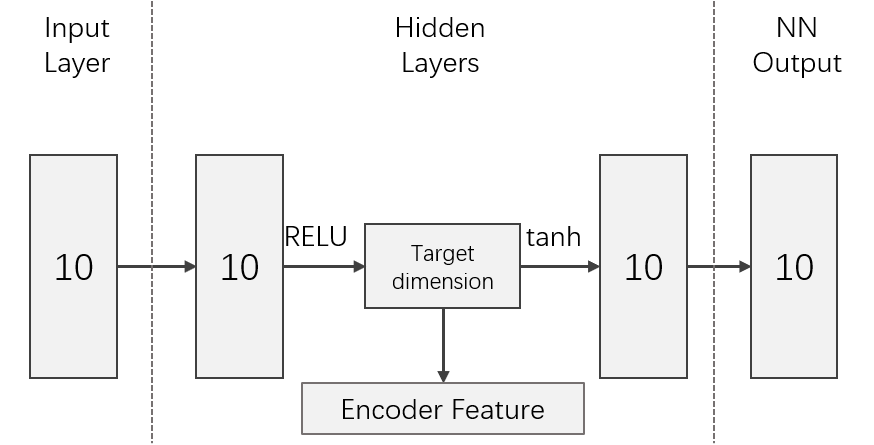 Input
Layer
Hidden
Layers
NN
Output
10
10
RELU
Target
dimension
tanh
10
10
Encoder Feature